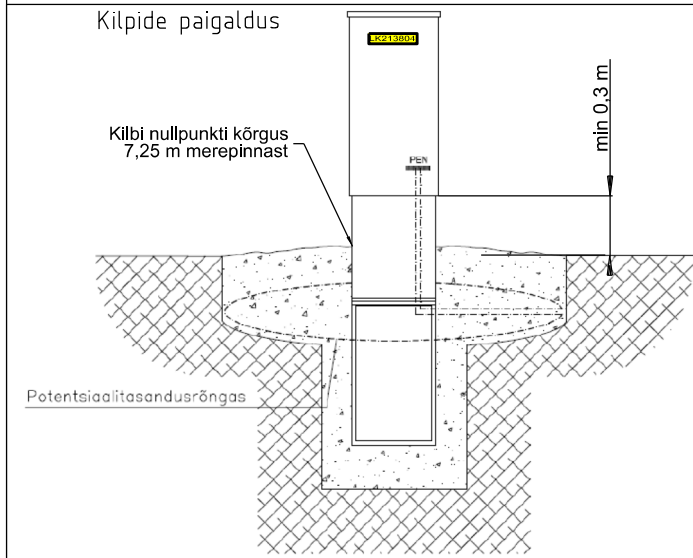 Kilpide paigaldus
LK213804
Kilbi nullpunkti kõrgus
7,25 m merepinnast
PEN
min 0,3 m
Potentsiaalitasandusrõngas